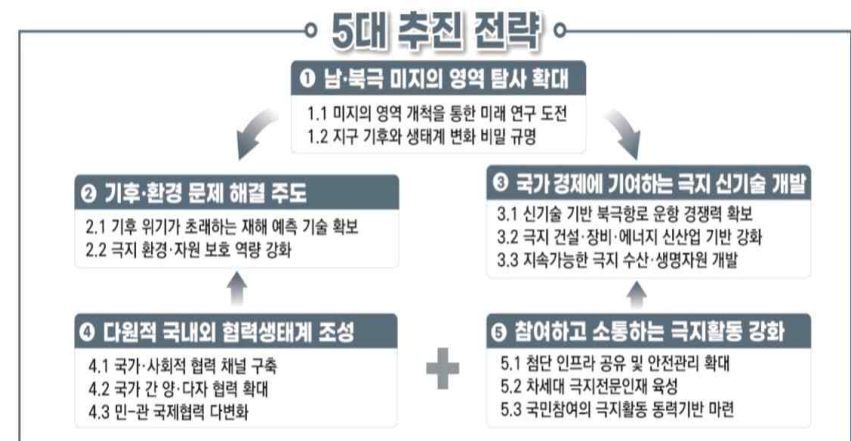 5대 추진 전략
❶ 남·북극 미지의 영역 탐사 확대
1.1 미지의 영역 개척을 통한 미래 연구 도전
1.2 지구 기후와 생태계 변화 비밀 규명
❷ 기후·환경 문제 해결 주도
2.1 기후 위기가 초래하는 재해 예측 기술 확보
2.2 극지 환경·자원 보호 역량 강화
❸ 국가 경제에 기여하는 극지 신기술 개발
3.1 신기술 기반 북극항로 운항 경쟁력 확보
3.2 극지 건설·장비·에너지 신산업 기반 강화
3.3 지속가능한 극지 수산·생명자원 개발
❹ 다원적 국내외 협력생태계 조성
4.1 국가·사회적 협력 채널 구축
4.2 국가 간 양·다자 협력 확대
4.3 민-관 국제협력 다변화
❺ 참여하고 소통하는 극지활동 강화
5.1 첨단 인프라 공유 및 안전관리 확대
5.2 차세대 극지전문인재 육성
5.3 국민참여의 극지활동 동력기반 마련